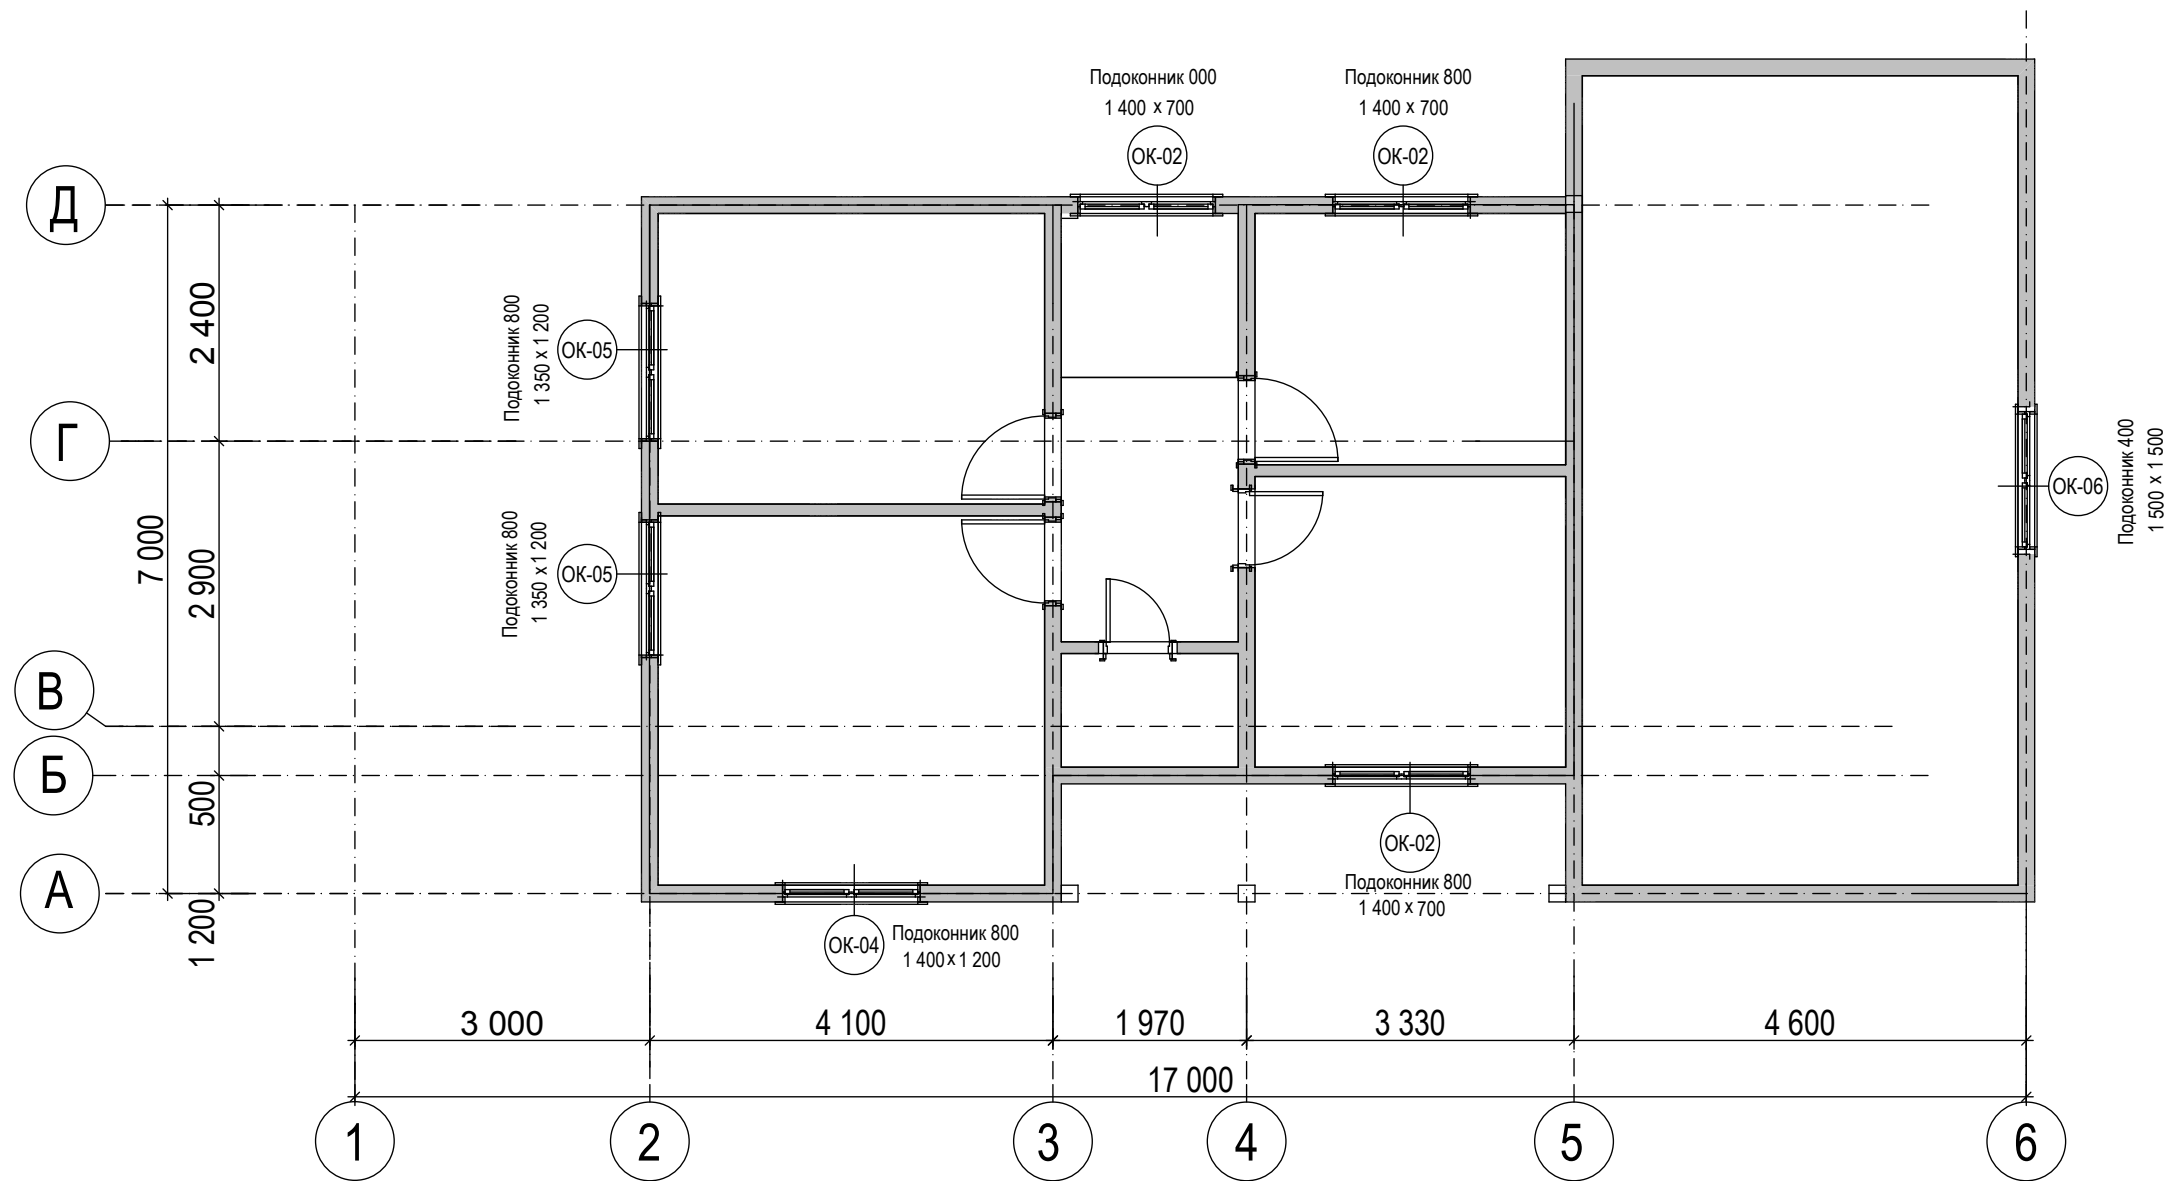 Подоконник 000
1 400 x 700
ОК-02
Подоконник 800
1 400 x 700
ОК-02
Д
Г
В
Б
А
2 400
7 000
2 900
500
1 200
Подоконник 800
1 350 x 1 200
ОК-05
Подоконник 800
1 350 x 1 200
ОК-05
ОК-06
Подоконник 400
1 500 x 1 500
ОК-02
Подоконник 800
1 400 x 700
ОК-04
Подоконник 800
1 400 x 1 200
3 000
4 100
1 970
3 330
4 600
17 000
1
2
3
4
5
6